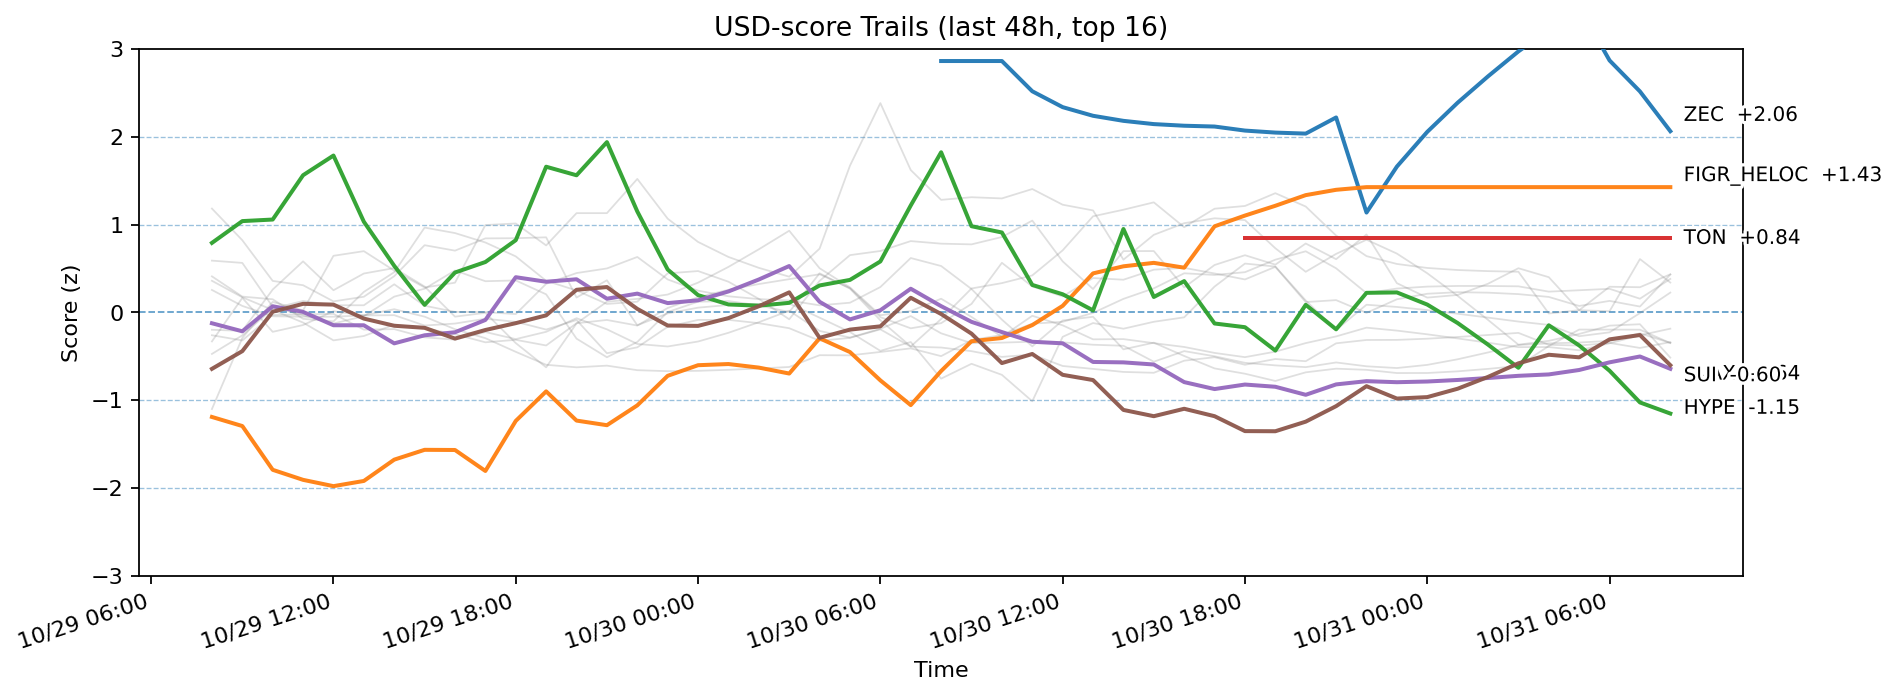 USD-score Trails (last 48h, top 16)
Score (z)
3
2
1
0
−1
−2
−3
ZEC +2.06
FIGR_HELOC +1.43
TON +0.84
SUI -0.60
HYPE -1.15
10/29 06:00
10/29 12:00
10/29 18:00
10/30 00:00
10/30 06:00
10/30 12:00
10/30 18:00
10/31 00:00
10/31 06:00
Time